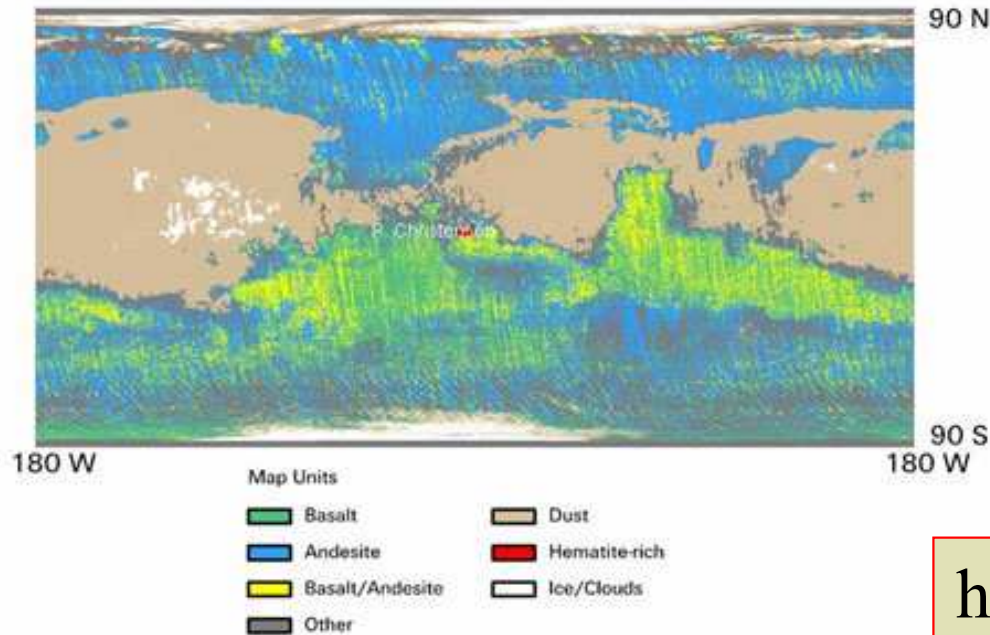 90 N
P. Christensen
90 S
180 W
180 W
Map Units
Basalt
Dust
Andesite
Hematite-rich
Basalt/Andesite
Ice/Clouds
Other
h